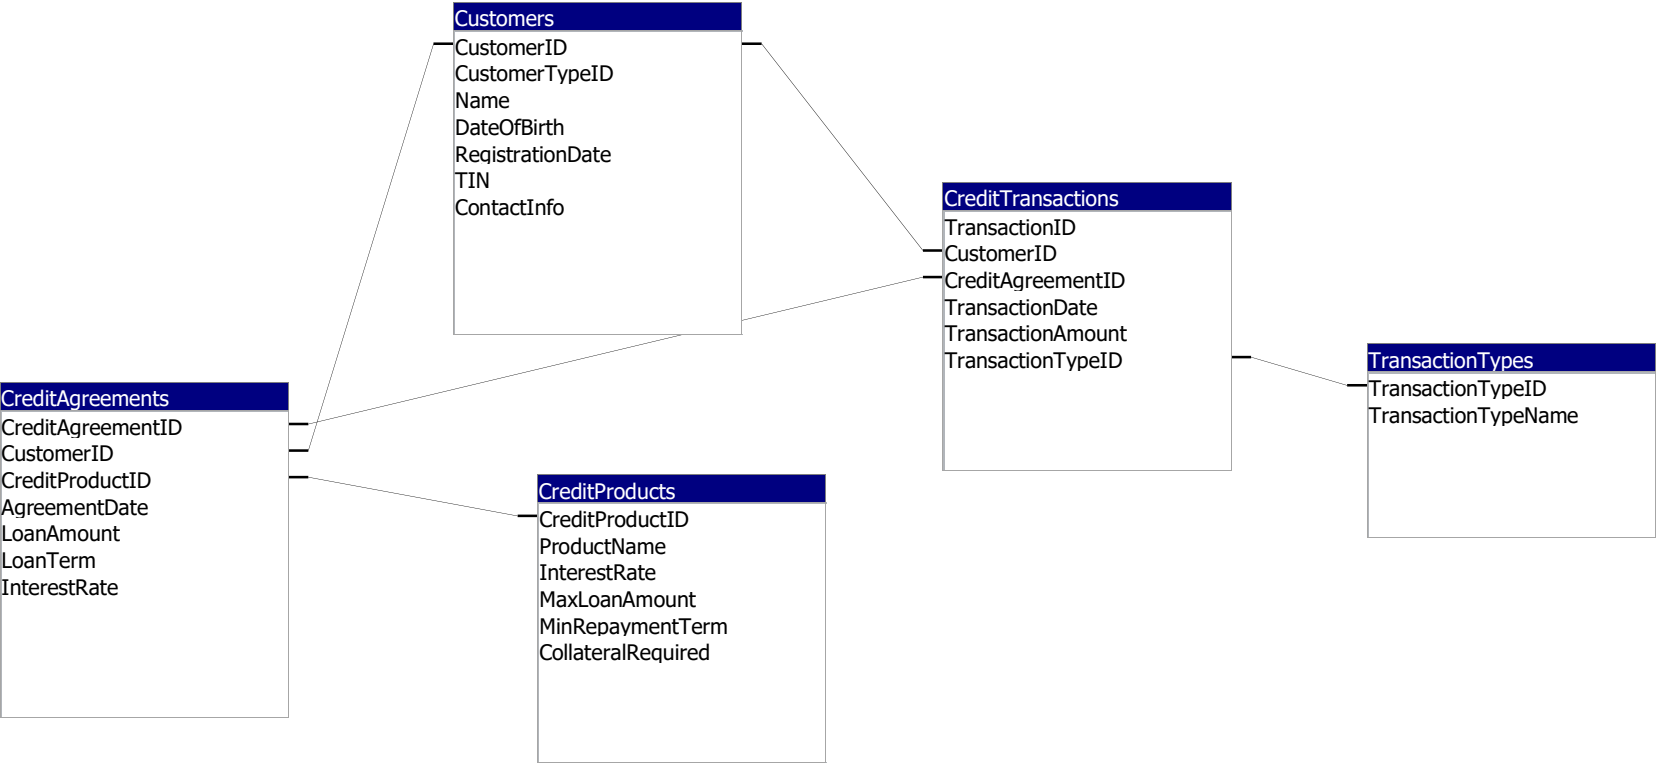 Customers
CustomerID
CustomerTypeID
Name
DateOfBirth
RegistrationDate
TIN
ContactInfo
CreditTransactions
TransactionID
CustomerID
CreditAgreementID
TransactionDate
TransactionAmount
TransactionTypeID
TransactionTypes
TransactionTypeID
TransactionTypeName
CreditAgreements
CreditAgreementID
CustomerID
CreditProductID
AgreementDate
LoanAmount
LoanTerm
InterestRate
CreditProducts
CreditProductID
ProductName
InterestRate
MaxLoanAmount
MinRepaymentTerm
CollateralRequired